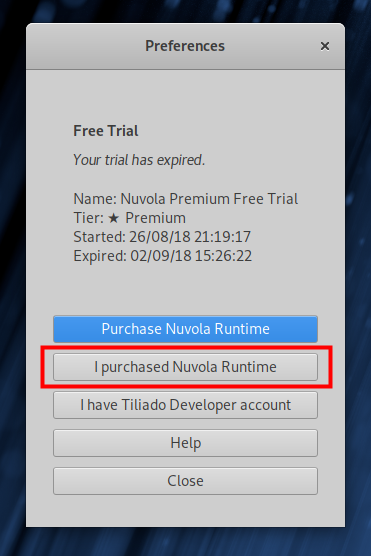 Preferences
×
Free Trial
Your trial has expired.
Name: Nuvola Premium Free Trial
Tier: ★ Premium
Started: 26/08/18 21:19:17
Expired: 02/09/18 15:26:22
Purchase Nuvola Runtime
I purchased Nuvola Runtime
I have Tiliado Developer account
Help
Close